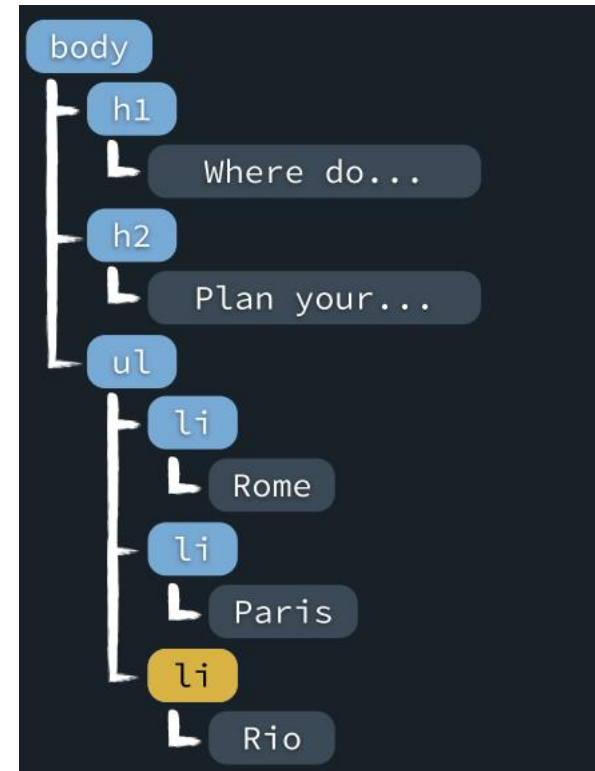 body
h1
Where do...
h2
Plan your...
ul
li
Rome
li
Paris
li
Rio